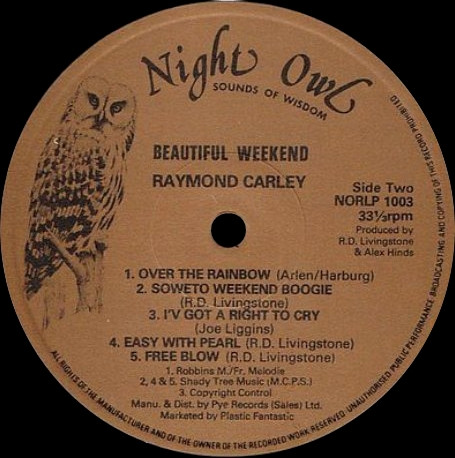 Night Owl
SOUNDS OF WISDOM
BEAUTIFUL WEEKEND
RAYMOND CARLEY
Side Two
NORLP 1003
33⅓rpm
Produced by
R.D. Livingstone
& Alex Hinds
1. OVER THE RAINBOW (Arlen/Harburg)
2. SOWETO WEEKEND BOOGIE
(R.D. Livingstone)
3. I'V GOT A RIGHT TO CRY
(Joe Liggins)
4. EASY WITH PEARL (R.D. Livingstone)
5. FREE BLOW (R.D. Livingstone)
1. Robbins M./Fr. Melodie
2, 4 & 5. Shady Tree Music (M.C.P.S.)
3. Copyright Control
Manu. & Dist. by Pye Records (Sales) Ltd.
Marketed by Plastic Fantastic
ALL RIGHTS OF THE MANUFACTURER AND OF THE OWNER OF THE RECORDED WORK RESERVED. UNAUTHORISED PUBLIC PERFORMANCE BROADCASTING AND COPYING OF THIS RECORD PROHIBITED